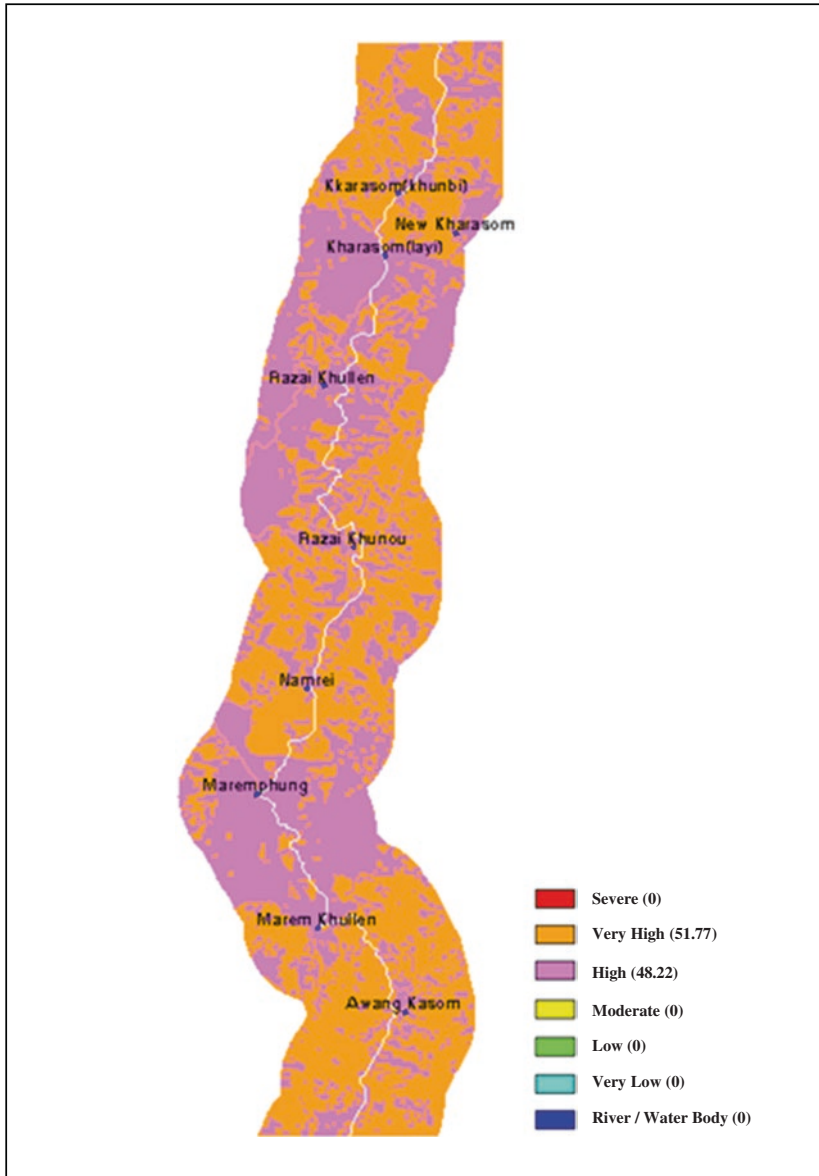 Kkarasom(khunbi)
New Kharasom
Kharasom(layi)
Razai Khullen
Razai Khunou
Namrei
Maremphung
Marem Khullen
Awang Kasom
Severe (0)
Very High (51.77)
High (48.22)
Moderate (0)
Low (0)
Very Low (0)
River / Water Body (0)